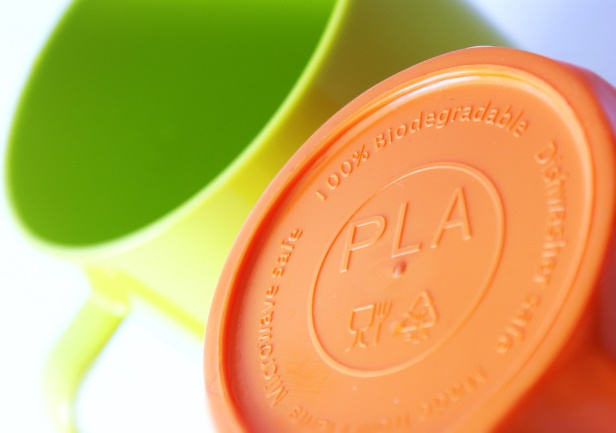 100% Biodegradable
Dishwasher safe
Microwave safe
PLA